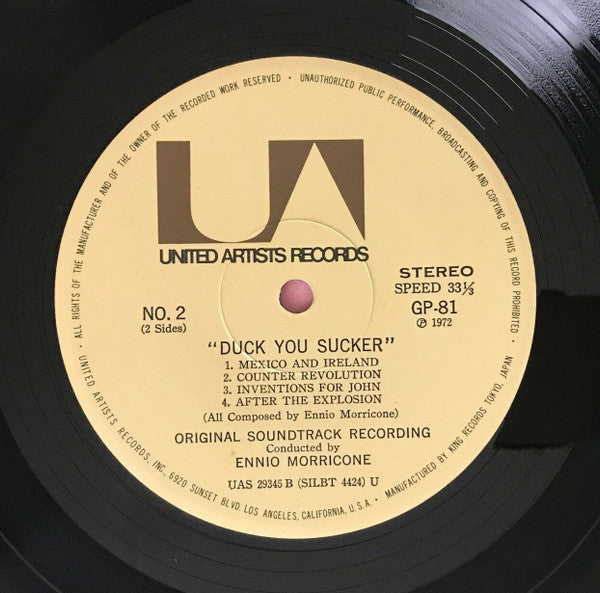 ALL RIGHTS OF THE MANUFACTURER AND OF THE OWNER OF THE RECORDED WORK RESERVED • UNAUTHORIZED PUBLIC PERFORMANCE, BROADCASTING AND COPYING OF THIS RECORD PROHIBITED •
UA
UNITED ARTISTS RECORDS
STEREO
SPEED 33⅓
NO. 2
GP-81
(2 Sides)
Ⓟ 1972
"DUCK YOU SUCKER"
1. MEXICO AND IRELAND
2. COUNTER REVOLUTION
3. INVENTIONS FOR JOHN
4. AFTER THE EXPLOSION
(All Composed by Ennio Morricone)
ORIGINAL SOUNDTRACK RECORDING
Conducted by
ENNIO MORRICONE
UAS 29345 B (SILBT 4424) U
UNITED ARTISTS RECORDS, INC., 6920 SUNSET BLVD. LOS ANGELES, CALIFORNIA, U.S.A. • MANUFACTURED BY KING RECORDS TOKYO, JAPAN